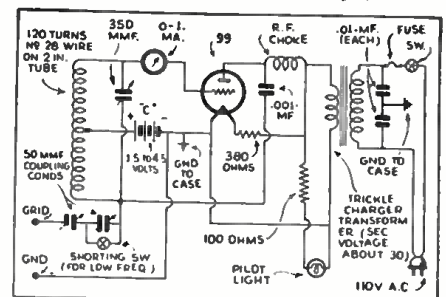 120 TURNS
Nº 28 WIRE
ON 2 IN.
TUBE
350
MMF.
0-1.
MA.
99
R.F.
CHOKE
.01-MF.
(EACH)
FUSE
SW.
"C"
+
-
1.5 TO 4.5
VOLTS
GND TO
CASE
.001-
MF
380
OHMS
GND TO
CASE
50 MMF
COUPLING
CONDS
GRID
SHORTING SW
(FOR LOW FREQ)
GND
100 OHMS
PILOT
LIGHT
TRICKLE
CHARGER
TRANSFORM
ER (SEC
VOLTAGE
ABOUT 30)
110V A.C